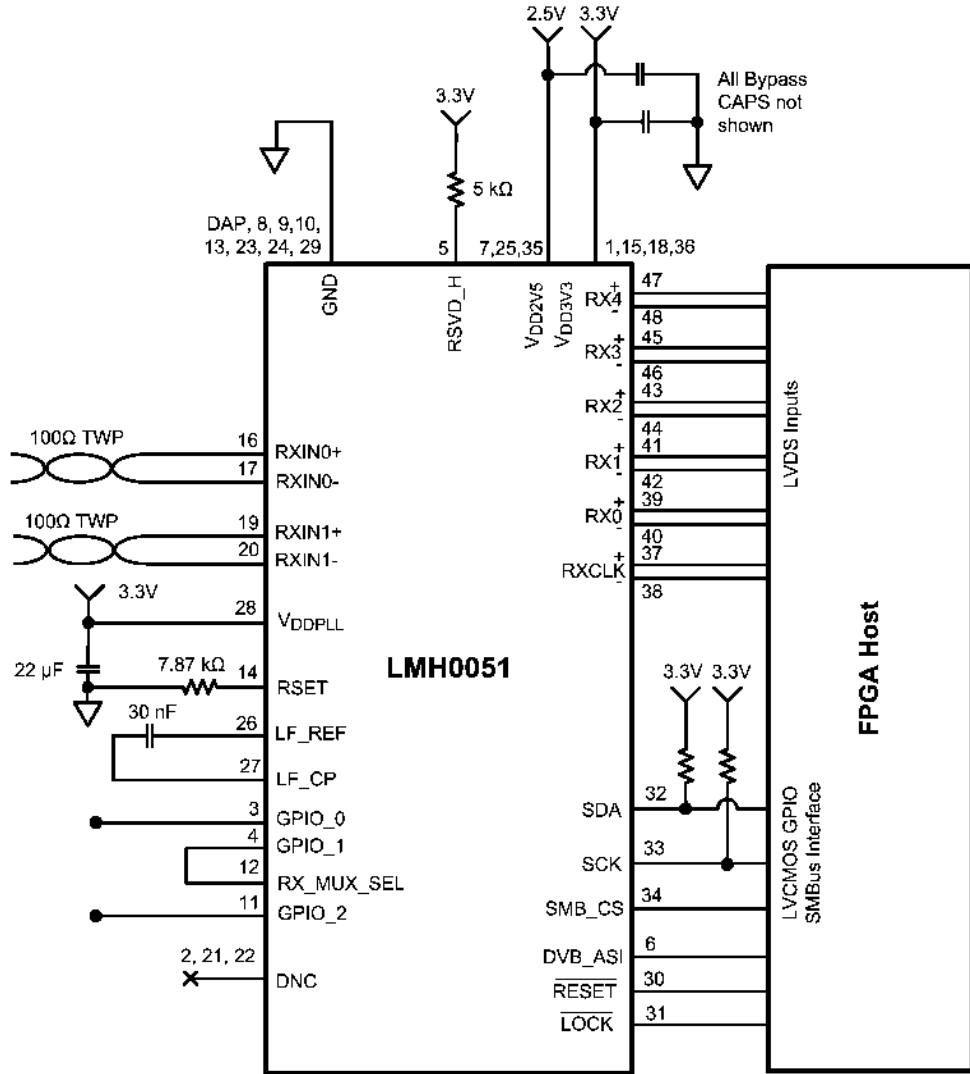 2.5V 3.3V
All Bypass
CAPS not
shown
3.3V
5 kΩ
DAP, 8, 9,10,
13, 23, 24, 29
5
7,25,35
1,15,18,36
GND
RSVD_H
VDD2V5
VDD3V3
RX4 + 47
- 48
RX3 + 45
- 46
RX2 + 43
- 44
RX1 + 41
- 42
RX0 + 39
- 40
RXCLK + 37
- 38
LVDS Inputs
100Ω TWP
16 RXIN0+
17 RXIN0-
100Ω TWP
19 RXIN1+
20 RXIN1-
3.3V
28 VDDPLL
22 µF
7.87 kΩ
14 RSET
30 nF
26 LF_REF
27 LF_CP
3 GPIO_0
4 GPIO_1
12 RX_MUX_SEL
11 GPIO_2
2, 21, 22
DNC
LMH0051
FPGA Host
3.3V 3.3V
SDA 32
SCK 33
SMB_CS 34
DVB_ASI 6
RESET 30
LOCK 31
LVCMOS GPIO
SMBus Interface